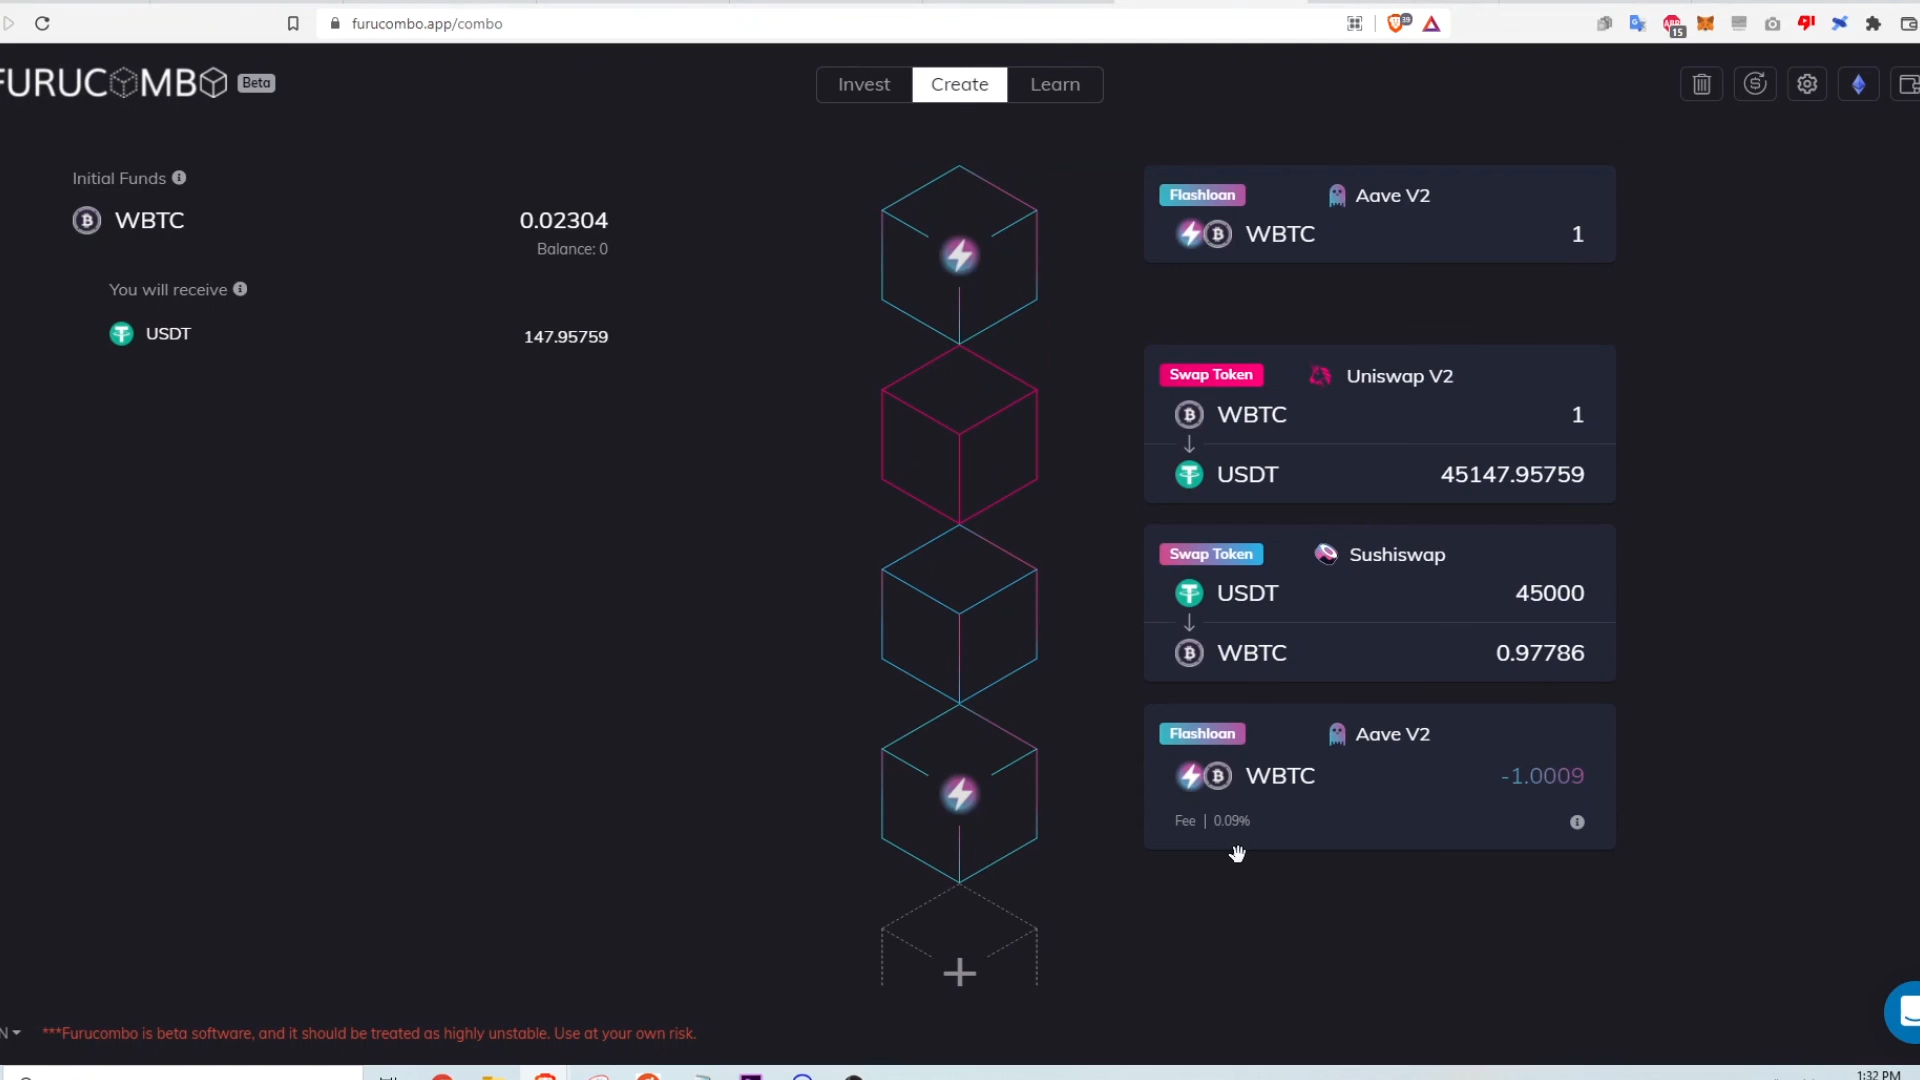 furucombo.app/combo
39
15
FURUCOMBO Beta
Invest Create Learn
Initial Funds
WBTC 0.02304
Balance: 0
You will receive
USDT 147.95759
Flashloan Aave V2
WBTC 1
Swap Token Uniswap V2
WBTC 1
USDT 45147.95759
Swap Token Sushiswap
USDT 45000
WBTC 0.97786
Flashloan Aave V2
WBTC -1.0009
Fee | 0.09%
***Furucombo is beta software, and it should be treated as highly unstable. Use at your own risk.
1:32 PM